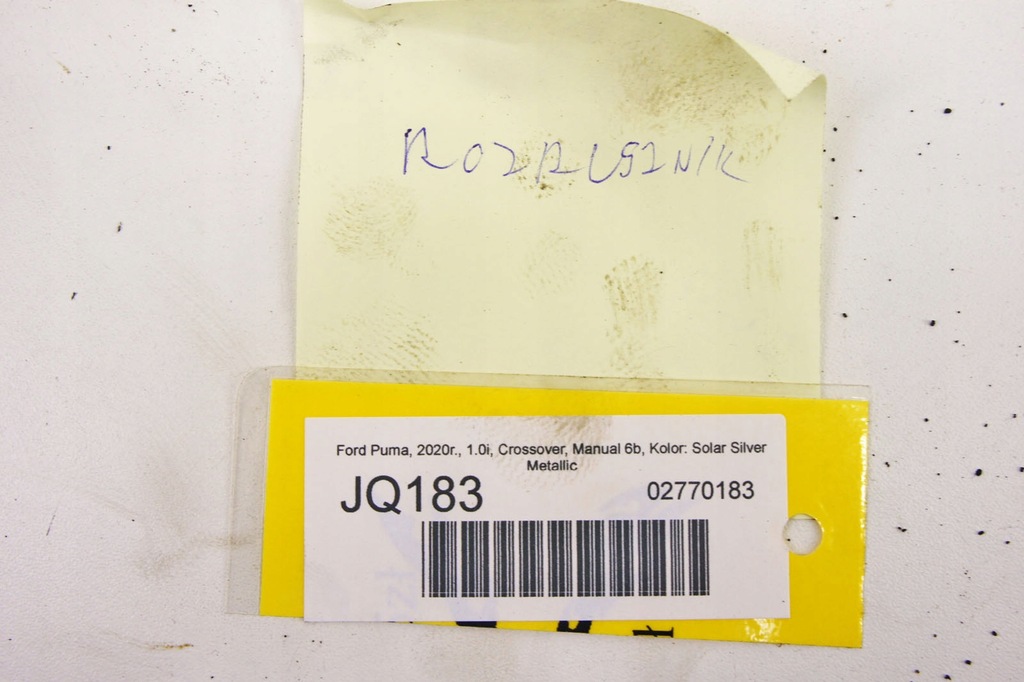 ROZRUSZNIK
Ford Puma, 2020r., 1.0i, Crossover, Manual 6b, Kolor: Solar Silver
Metallic
JQ183
02770183